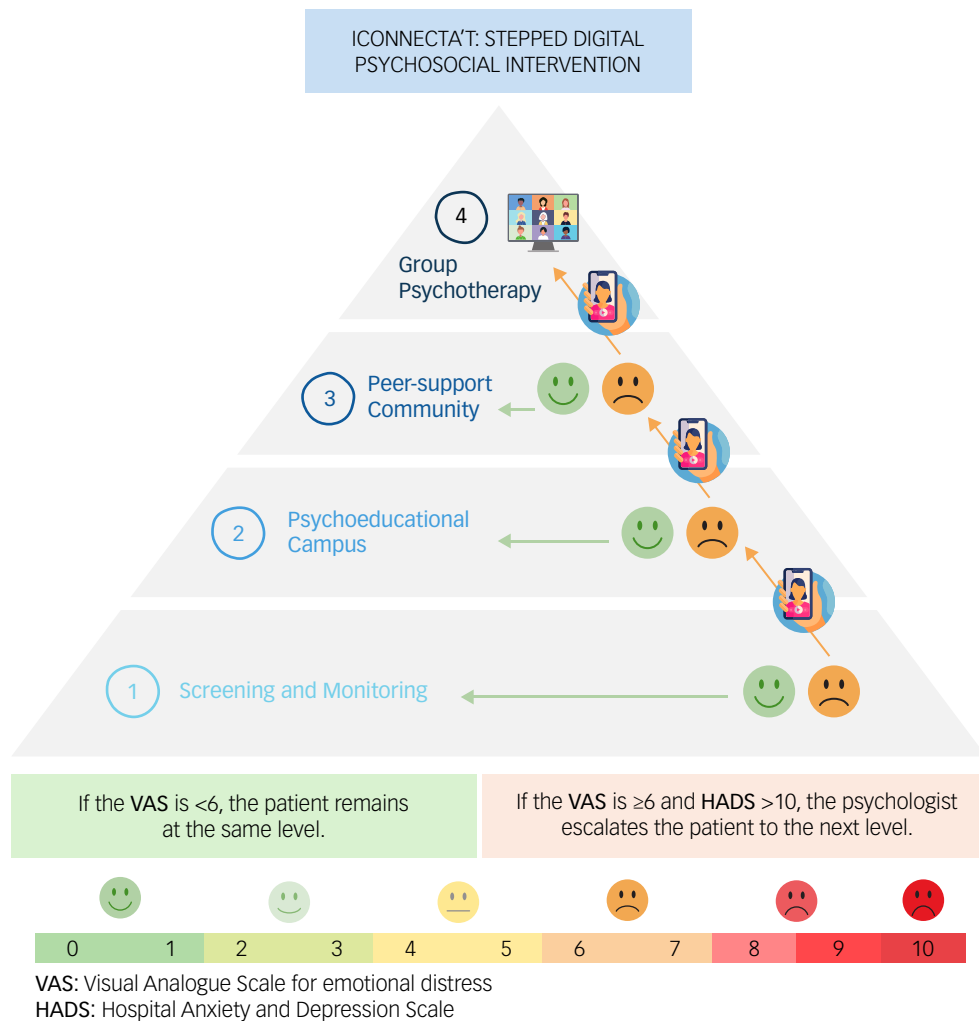 ICONNECTA'T: STEPPED DIGITAL
PSYCHOSOCIAL INTERVENTION
4
Group
Psychotherapy
3
Peer-support
Community
2
Psychoeducational
Campus
1
Screening and Monitoring
If the VAS is <6, the patient remains
at the same level.
If the VAS is ≥6 and HADS >10, the psychologist
escalates the patient to the next level.
0 1 2 3 4 5 6 7 8 9 10
VAS: Visual Analogue Scale for emotional distress
HADS: Hospital Anxiety and Depression Scale